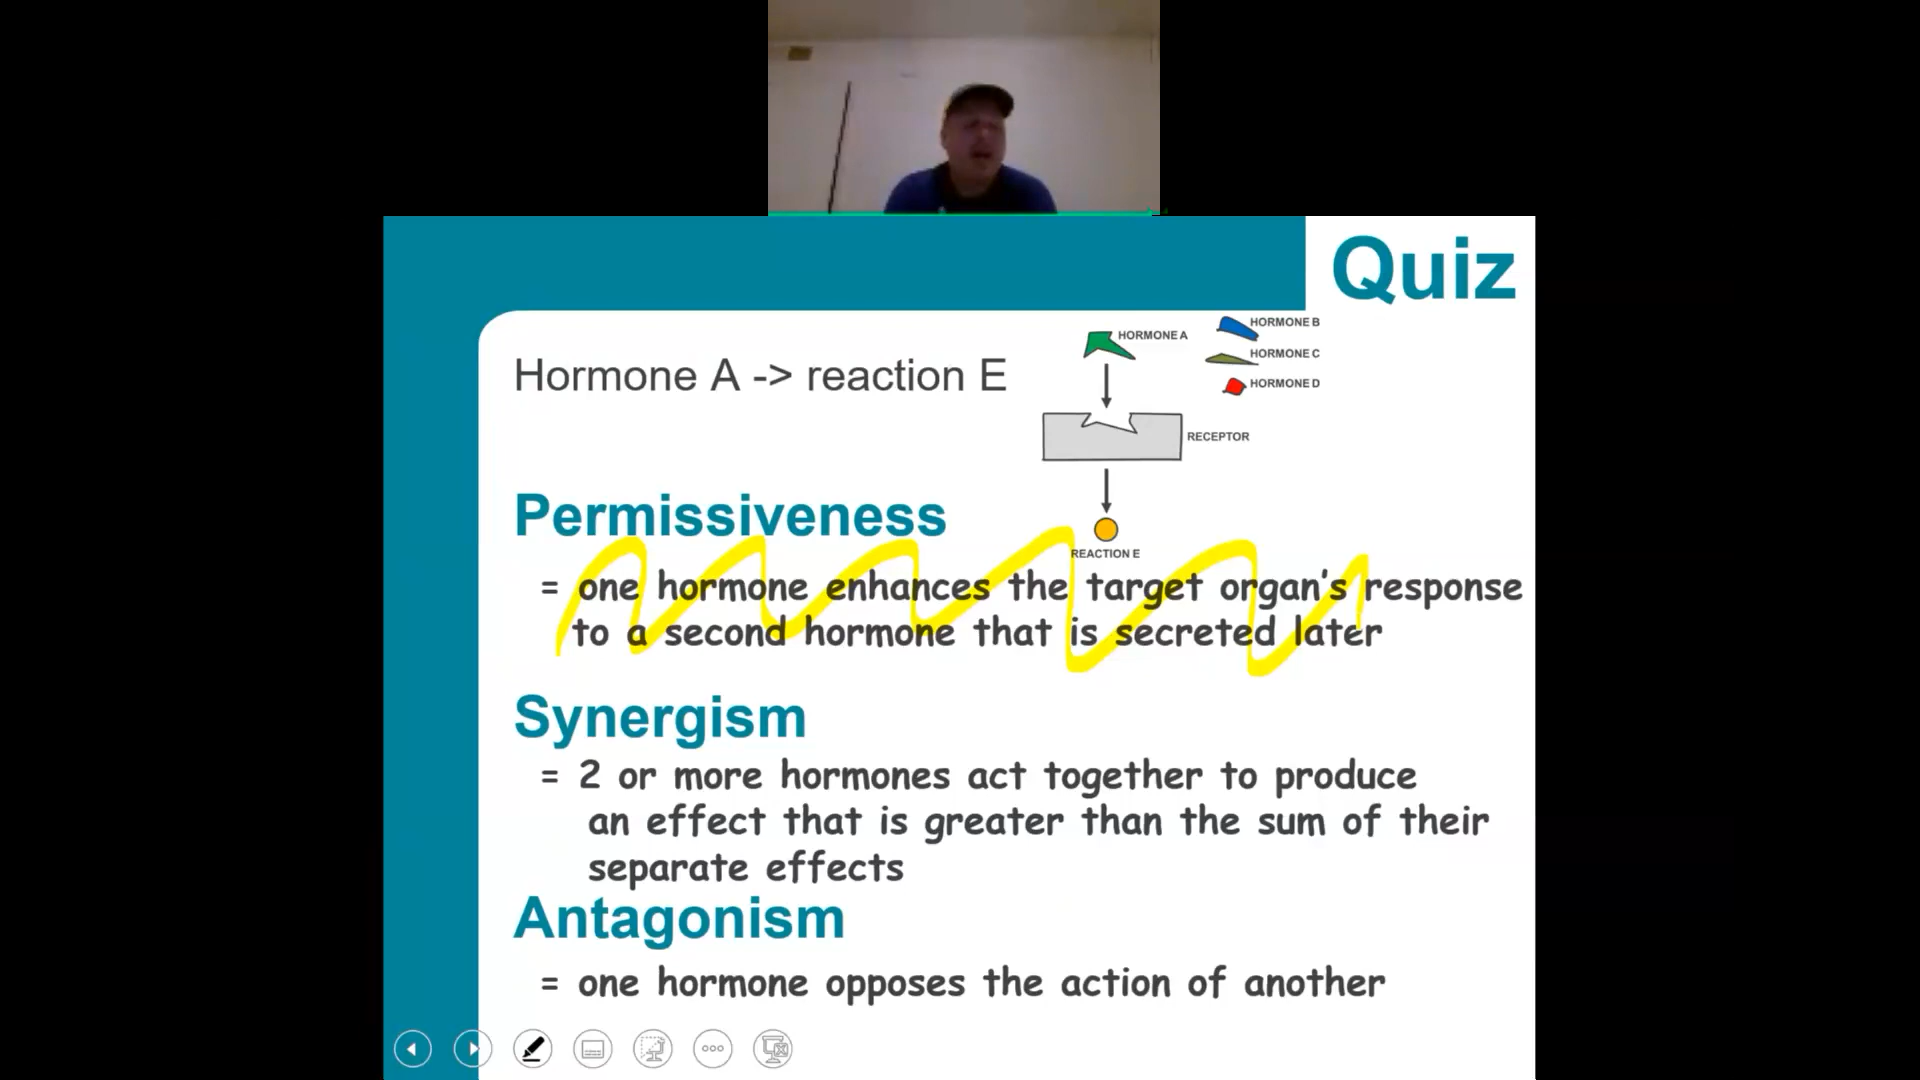 Quiz
Hormone A -> reaction E
HORMONE A
HORMONE B
HORMONE C
HORMONE D
RECEPTOR
REACTION E
Permissiveness
= one hormone enhances the target organ's response
to a second hormone that is secreted later
Synergism
= 2 or more hormones act together to produce
an effect that is greater than the sum of their
separate effects
Antagonism
= one hormone opposes the action of another